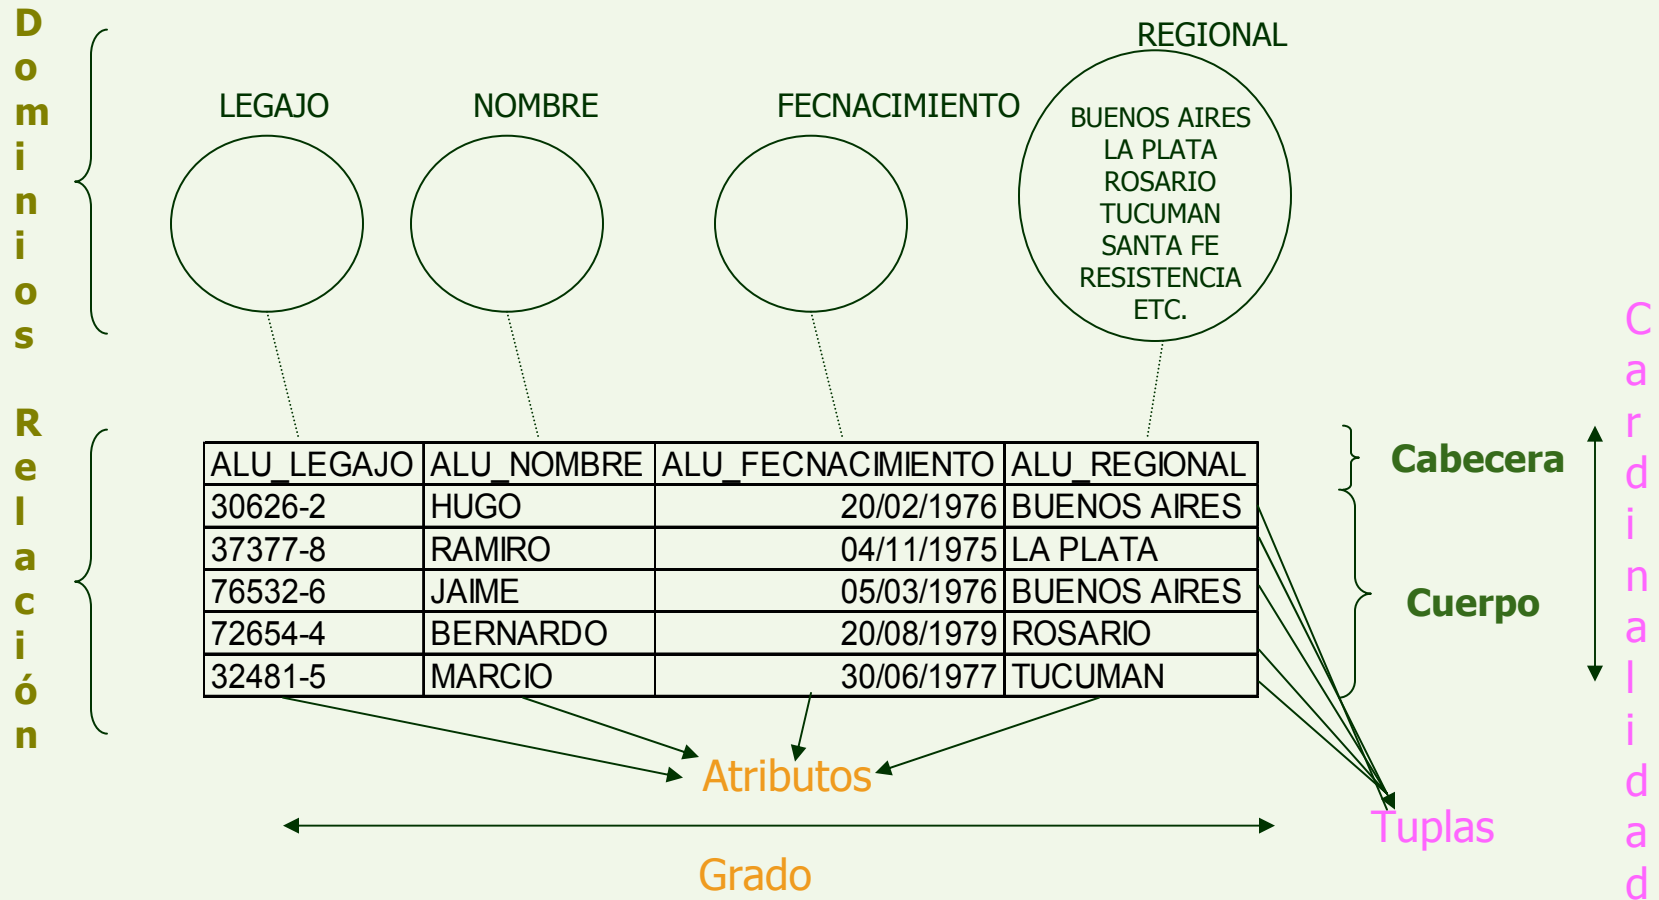 Dominios
REGIONAL
LEGAJO NOMBRE FECNACIMIENTO
BUENOS AIRES
LA PLATA
ROSARIO
TUCUMAN
SANTA FE
RESISTENCIA
ETC.
Relación
ALU_LEGAJO ALU_NOMBRE ALU_FECNACIMIENTO ALU_REGIONAL
30626-2 HUGO 20/02/1976 BUENOS AIRES
37377-8 RAMIRO 04/11/1975 LA PLATA
76532-6 JAIME 05/03/1976 BUENOS AIRES
72654-4 BERNARDO 20/08/1979 ROSARIO
32481-5 MARCIO 30/06/1977 TUCUMAN
Cabecera
Cuerpo
Cardinalidad
Atributos
Tuplas
Grado